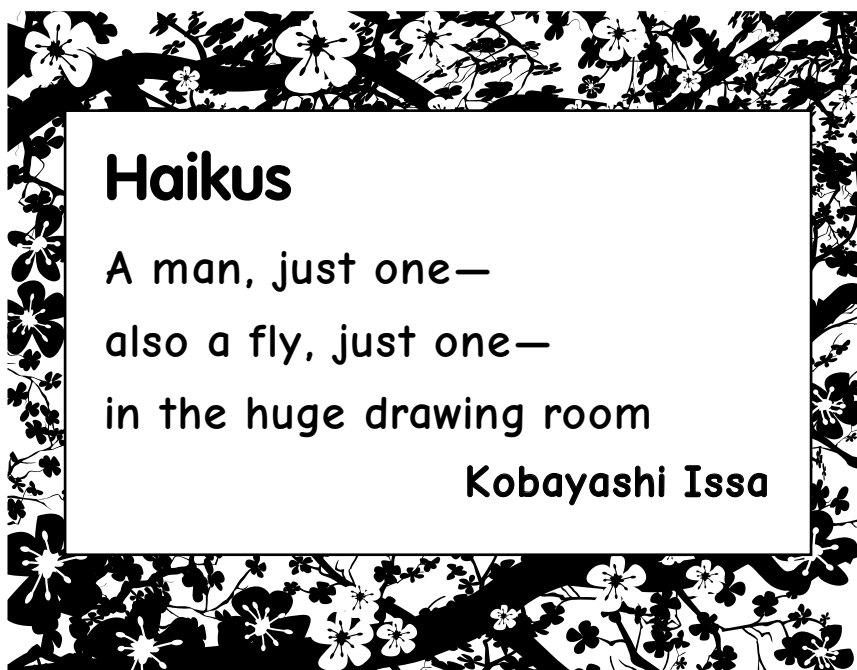 Haikus
A man, just one—
also a fly, just one—
in the huge drawing room
Kobayashi Issa